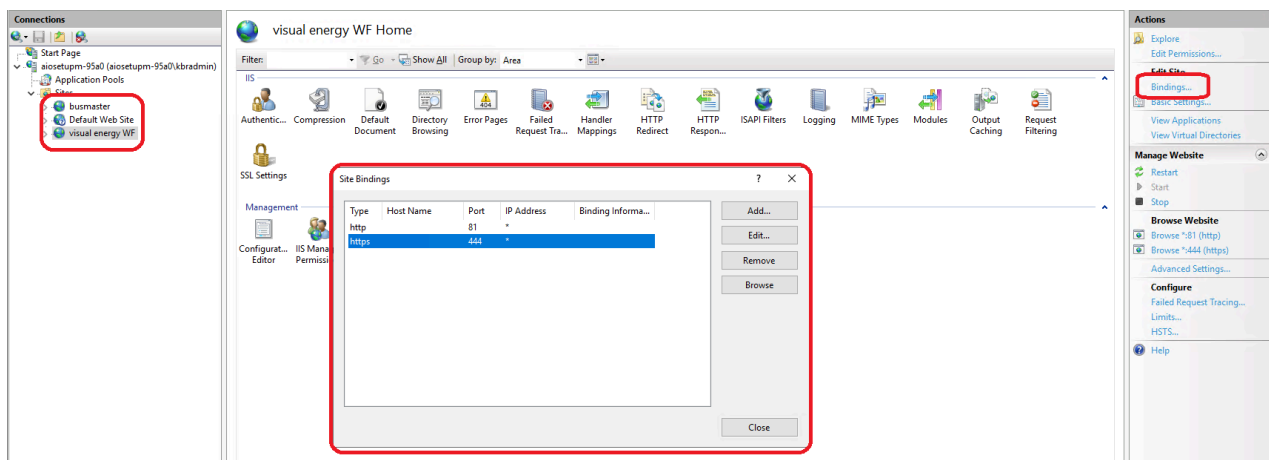 Connections
Start Page
aiosetupm-95a0 (aiosetupm-95a0\kbradmin)
Application Pools
Sites
busmaster
Default Web Site
visual energy WF
visual energy WF Home
Filter:
Go
Show All
Group by:
Area
IIS
Authentic...
Compression
Default Document
Directory Browsing
404
Error Pages
Failed Request Tra...
Handler Mappings
HTTP Redirect
HTTP Respon...
ISAPI Filters
Logging
MIME Types
Modules
Output Caching
Request Filtering
SSL Settings
Management
Configurat... Editor
IIS Mana
Permissi
Site Bindings
?
Type Host Name Port IP Address Binding Informa...
http 81 *
https 444 *
Add...
Edit...
Remove
Browse
Close
Actions
Explore
Edit Permissions...
Edit Site
Bindings...
Basic Settings...
View Applications
View Virtual Directories
Manage Website
Restart
Start
Stop
Browse Website
Browse *:81 (http)
Browse *:444 (https)
Advanced Settings...
Configure
Failed Request Tracing...
Limits...
HSTS...
Help